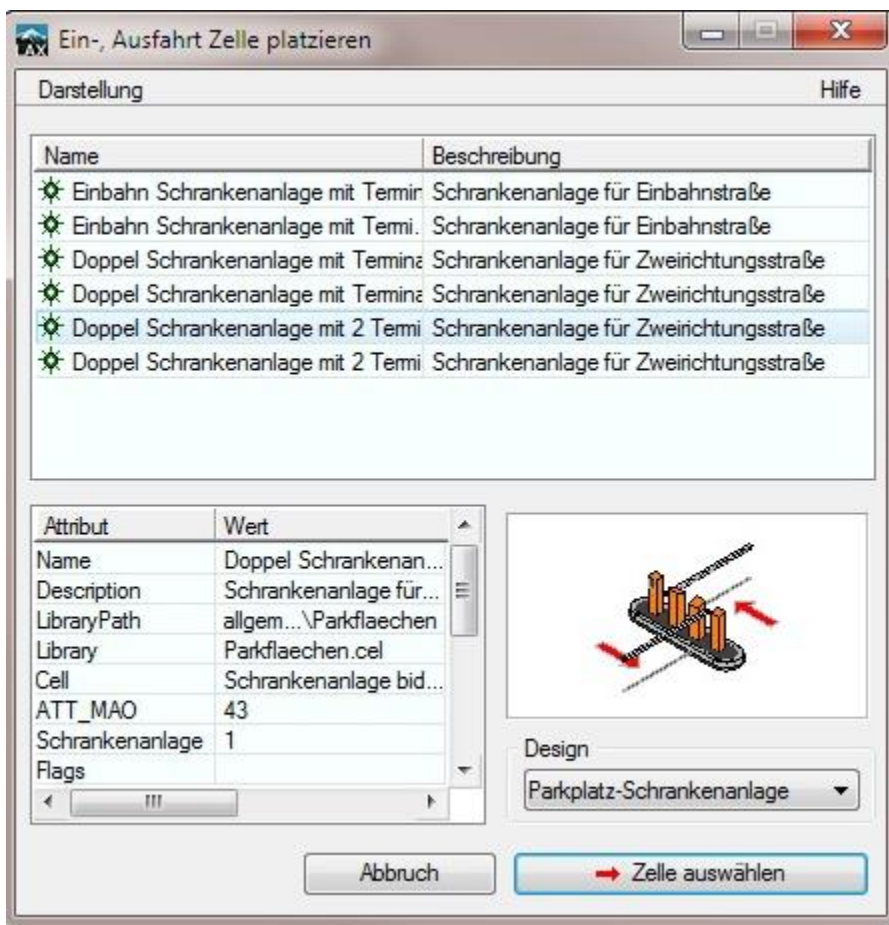 Ein-, Ausfahrt Zelle platzieren
Darstellung Hilfe
Name Beschreibung
Einbahn Schrankenanlage mit Termin Schrankenanlage für Einbahnstraße
Einbahn Schrankenanlage mit Termi... Schrankenanlage für Einbahnstraße
Doppel Schrankenanlage mit Termina Schrankenanlage für Zweirichtungsstraße
Doppel Schrankenanlage mit Termina Schrankenanlage für Zweirichtungsstraße
Doppel Schrankenanlage mit 2 Termi... Schrankenanlage für Zweirichtungsstraße
Doppel Schrankenanlage mit 2 Termi Schrankenanlage für Zweirichtungsstraße
Attribut Wert
Name Doppel Schrankenan...
Description Schrankenanlage für...
LibraryPath allgem...\Parkflaechen
Library Parkflaechen.cel
Cell Schrankenanlage bid...
ATT_MAO 43
Schrankenanlage 1
Flags
Design
Parkplatz-Schrankenanlage
Abbruch Zelle auswählen